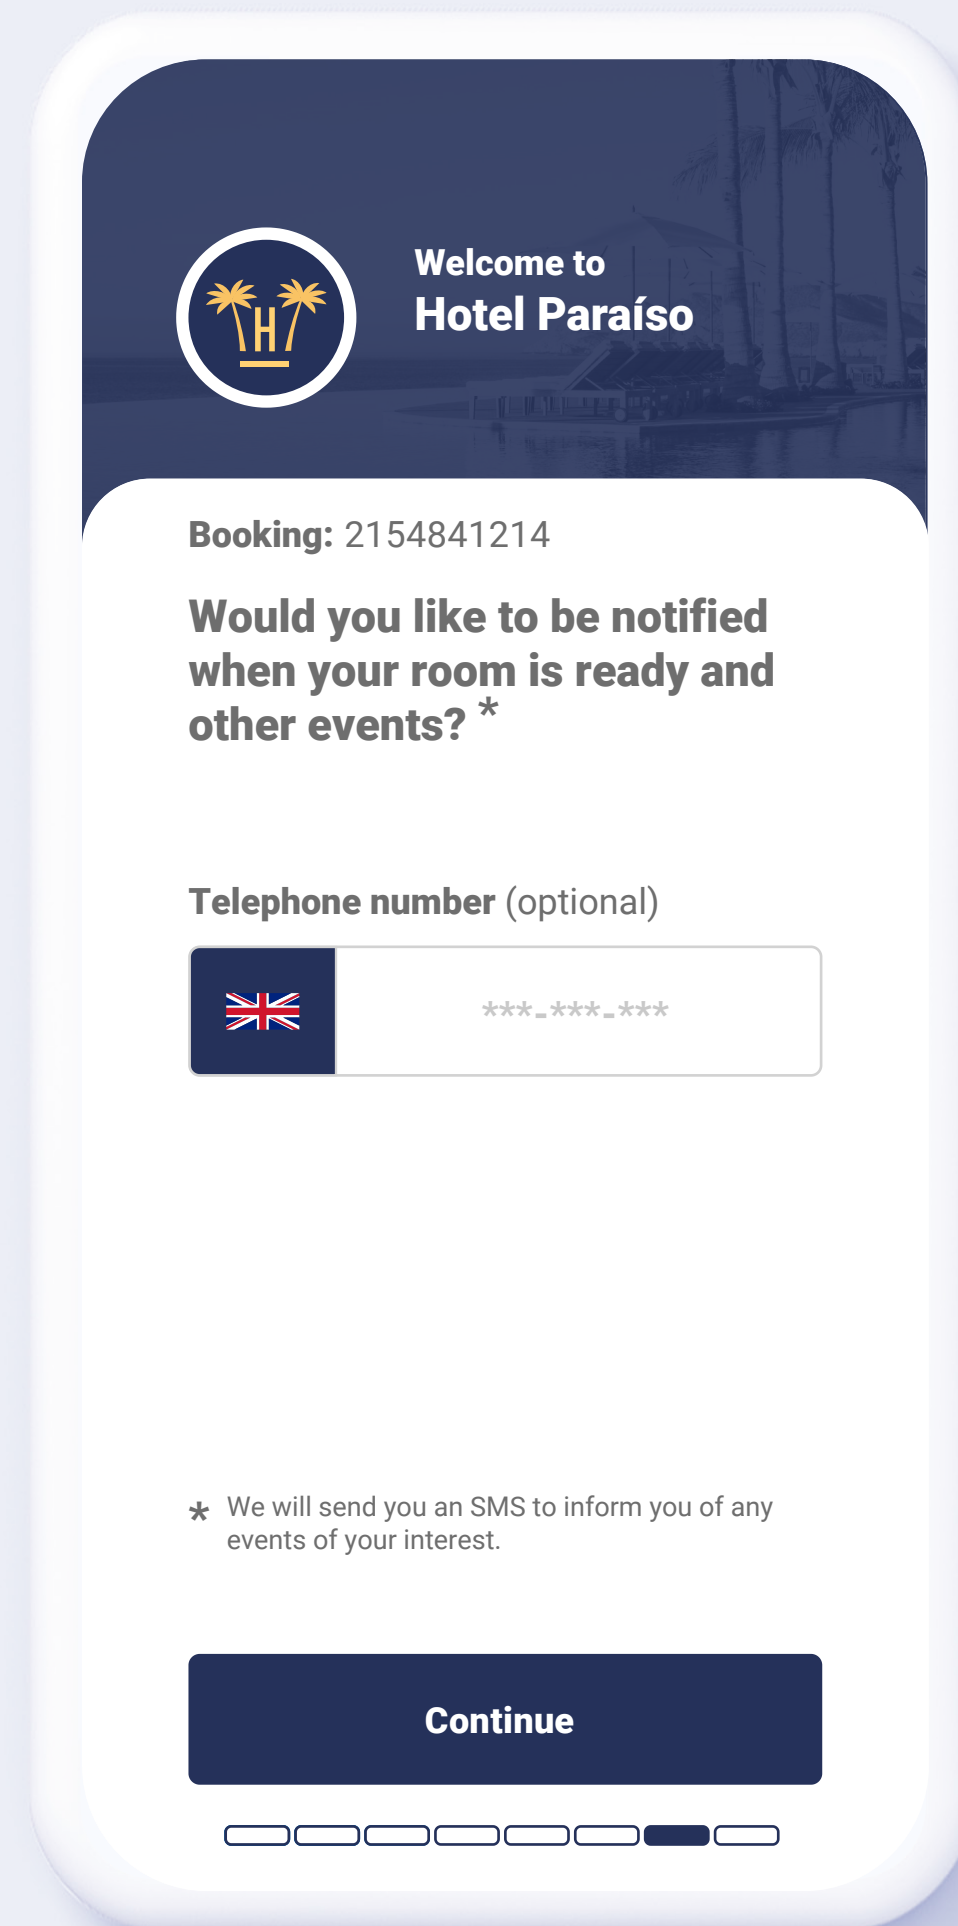 H
Welcome to
Hotel Paraíso
Booking: 2154841214
Would you like to be notified
when your room is ready and
other events? *
Telephone number (optional)
***-***-***
* We will send you an SMS to inform you of any
events of your interest.
Continue